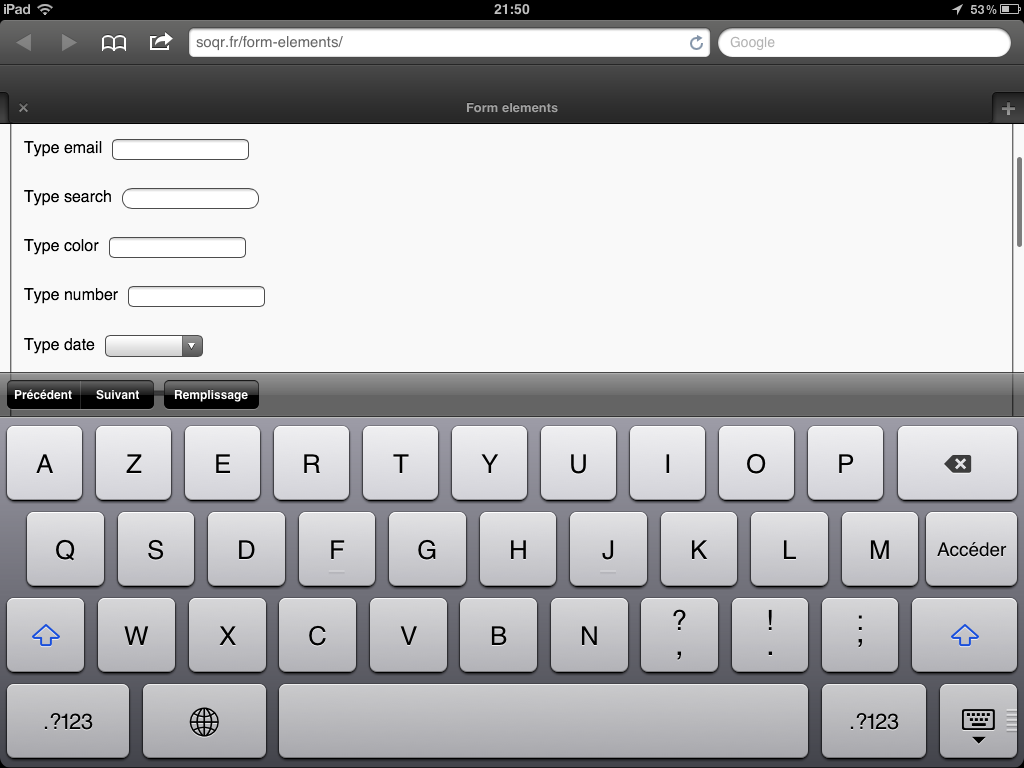 iPad 21:50 53%
soqr.fr/form-elements/ Google
Form elements
Type email
Type search
Type color
Type number
Type date
Précédent Suivant Remplissage
A Z E R T Y U I O P
Q S D F G H J K L M Accéder
W X C V B N ? , ! . : ;
.?123 .?123